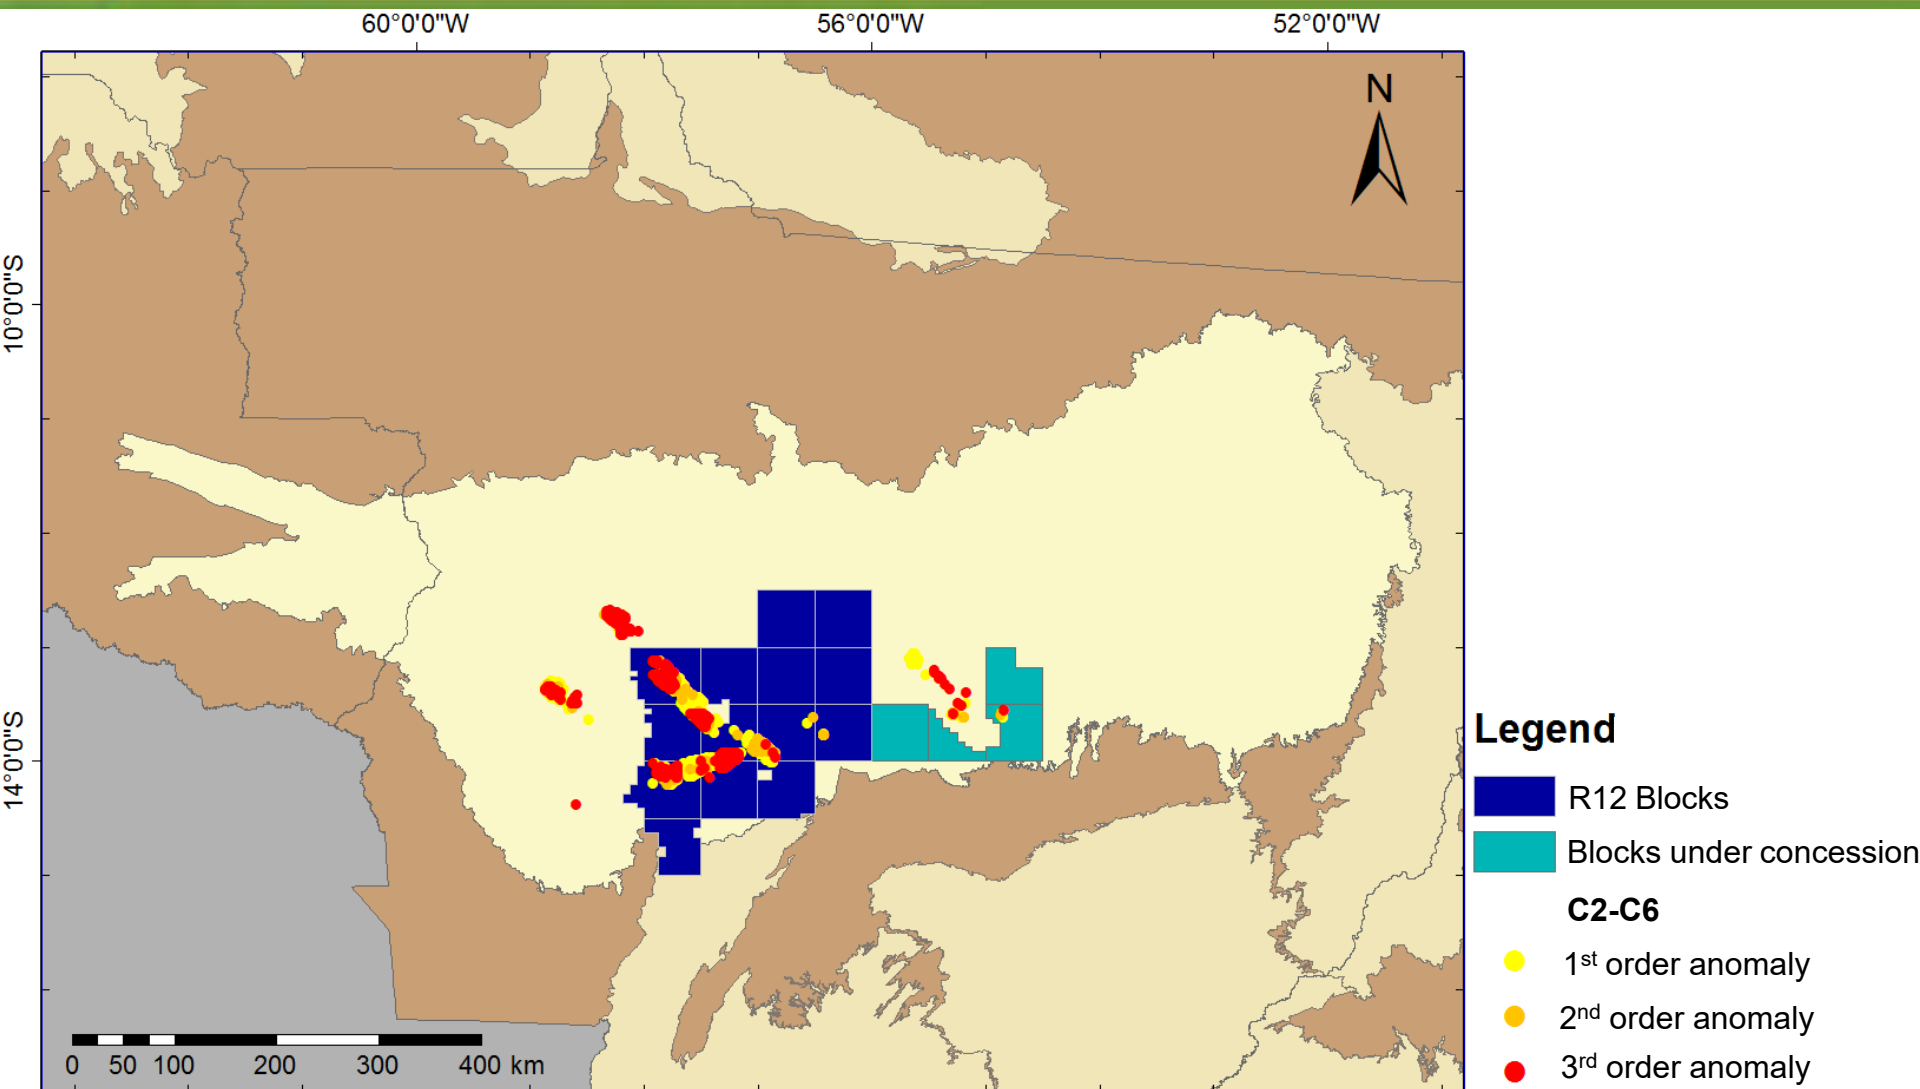 60°0'0"W 56°0'0"W 52°0'0"W
N
10°0'0"S
14°0'0"S
Legend
R12 Blocks
Blocks under concession
C2-C6
1st order anomaly
2nd order anomaly
3rd order anomaly
0 50 100 200 300 400 km